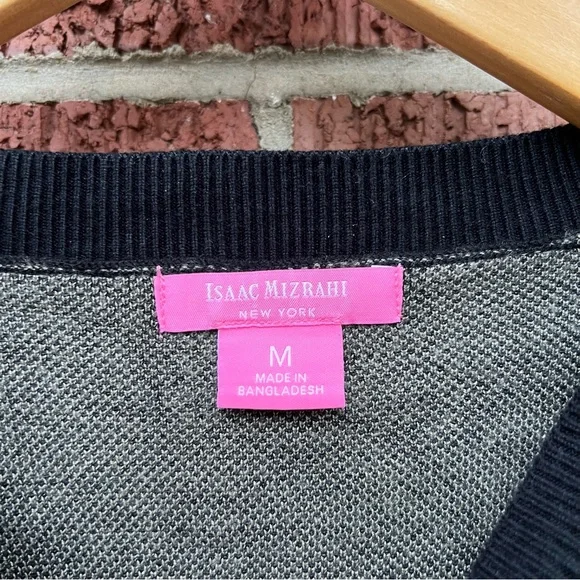 ISAAC MIZRAHI
NEW YORK
M
MADE IN
BANGLADESH